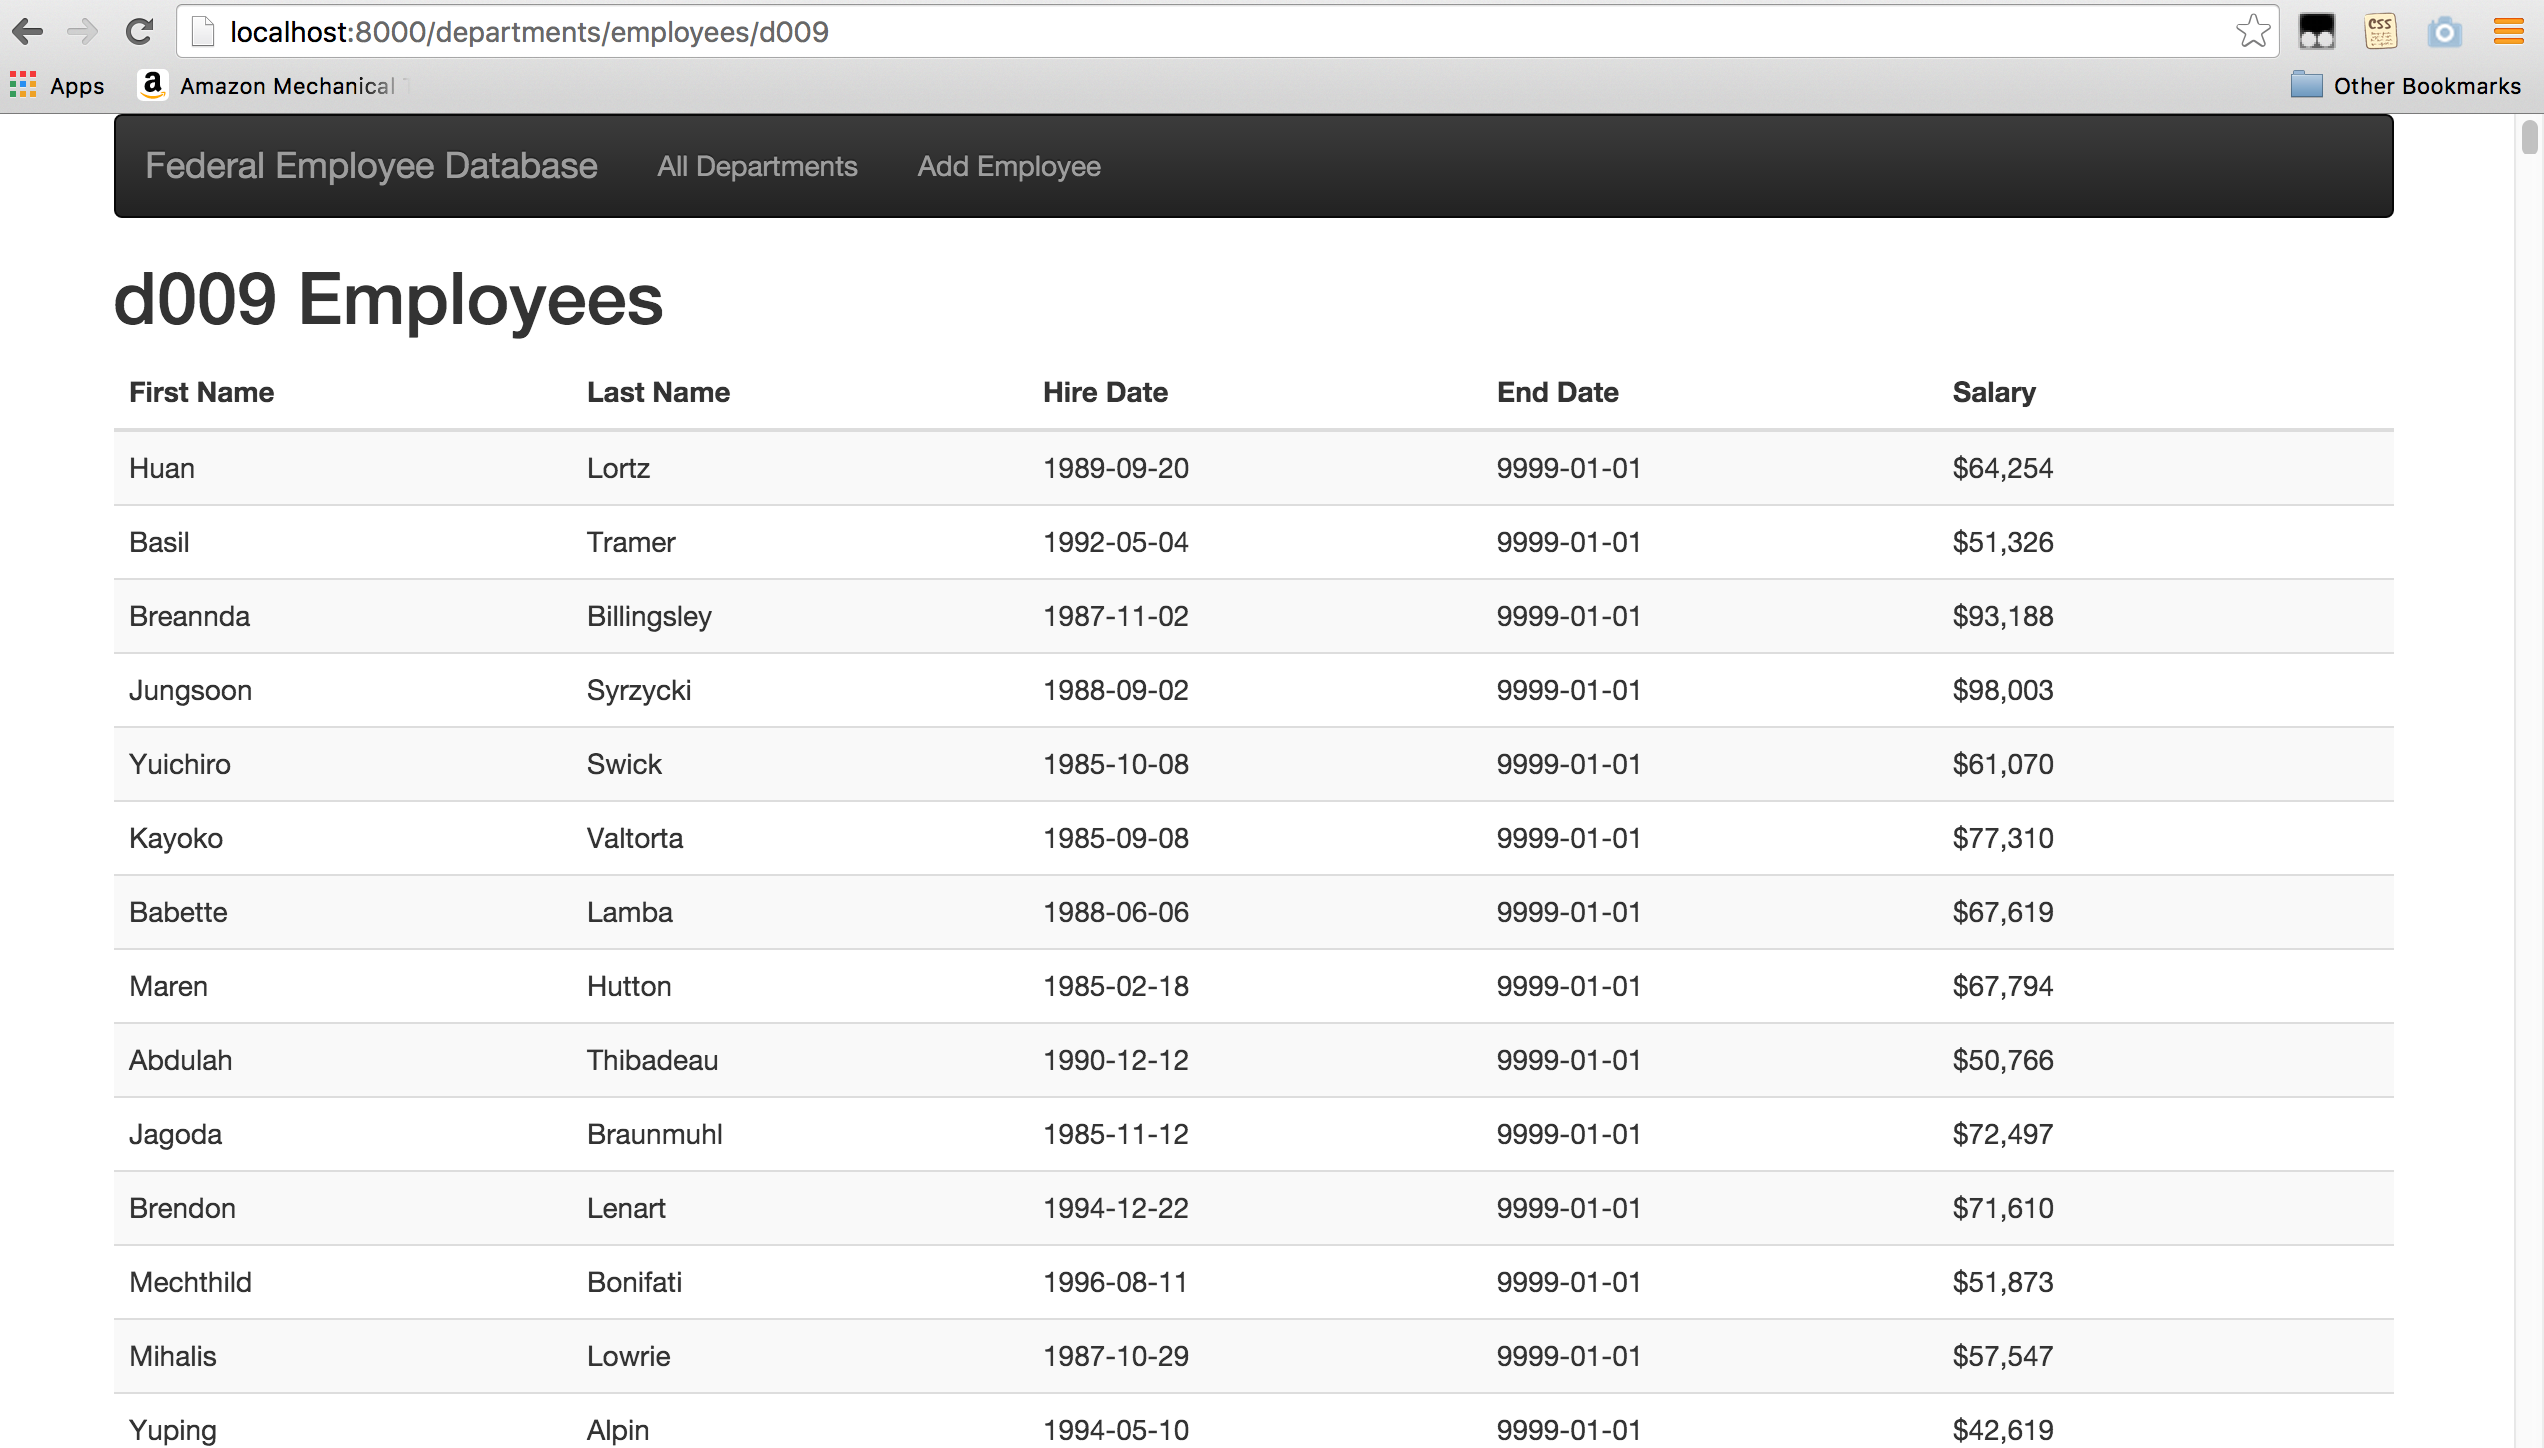 localhost:8000/departments/employees/d009
Apps Amazon Mechanical Other Bookmarks
Federal Employee Database All Departments Add Employee
d009 Employees
First Name Last Name Hire Date End Date Salary
Huan Lortz 1989-09-20 9999-01-01 $64,254
Basil Tramer 1992-05-04 9999-01-01 $51,326
Breannda Billingsley 1987-11-02 9999-01-01 $93,188
Jungsoon Syrzycki 1988-09-02 9999-01-01 $98,003
Yuichiro Swick 1985-10-08 9999-01-01 $61,070
Kayoko Valtorta 1985-09-08 9999-01-01 $77,310
Babette Lamba 1988-06-06 9999-01-01 $67,619
Maren Hutton 1985-02-18 9999-01-01 $67,794
Abdulah Thibadeau 1990-12-12 9999-01-01 $50,766
Jagoda Braunmuhl 1985-11-12 9999-01-01 $72,497
Brendon Lenart 1994-12-22 9999-01-01 $71,610
Mechthild Bonifati 1996-08-11 9999-01-01 $51,873
Mihalis Lowrie 1987-10-29 9999-01-01 $57,547
Yuping Alpin 1994-05-10 9999-01-01 $42,619